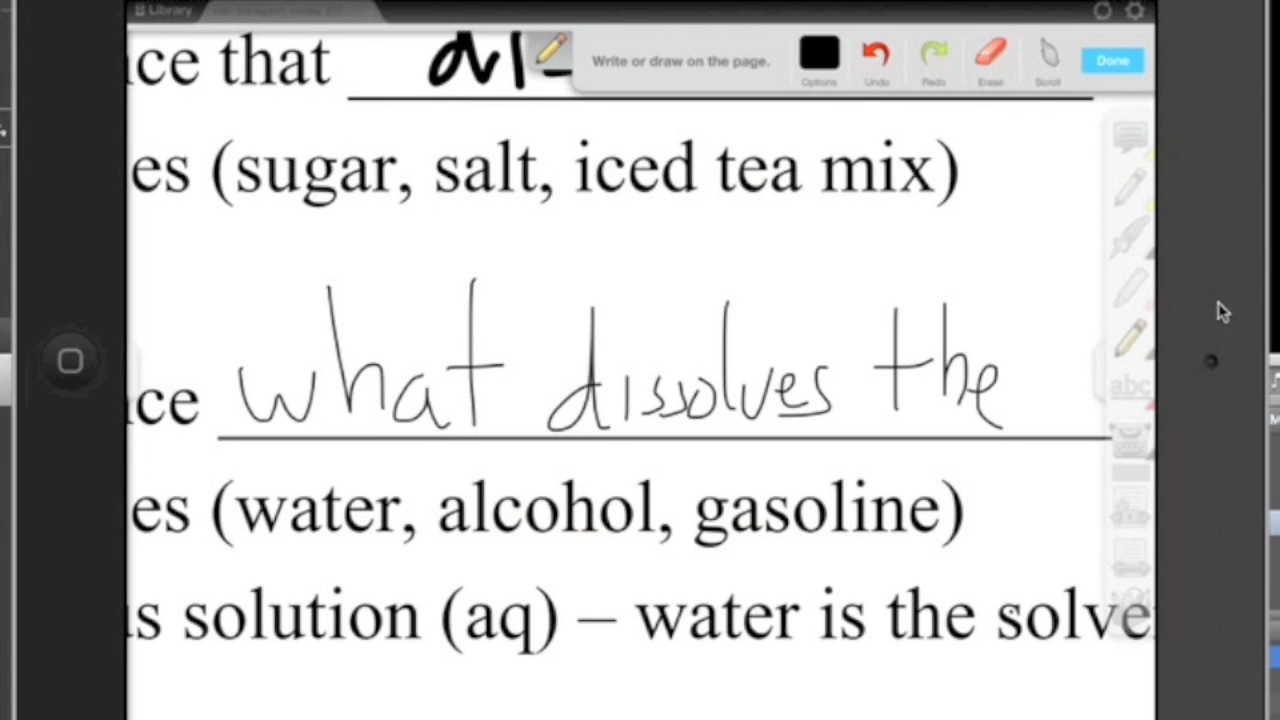 Library
Write or draw on the page.
Options Undo Redo Erase Scroll Done
ce that
es (sugar, salt, iced tea mix)
ce what dissolves the
abc
es (water, alcohol, gasoline)
s solution (aq) – water is the solve